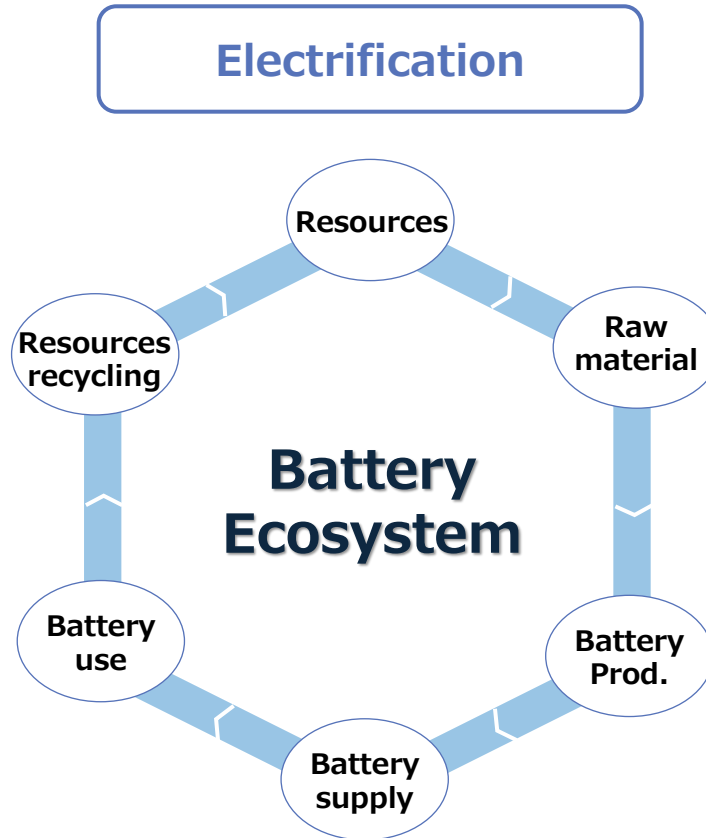 Electrification
Resources
Raw
material
Battery
Prod.
Battery
supply
Battery
use
Resources
recycling
Battery
Ecosystem